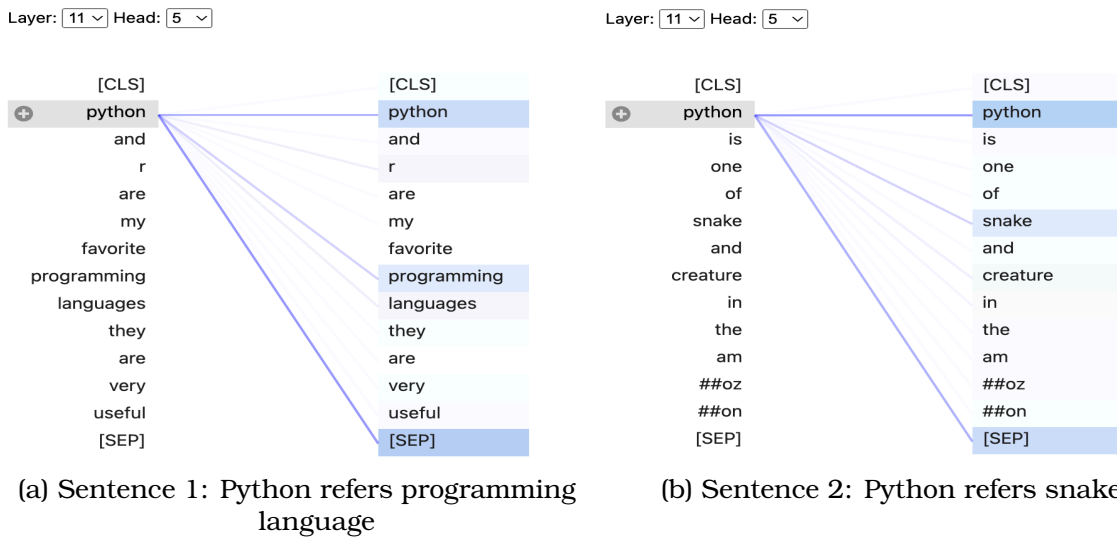 Layer: 11 Head: 5
[CLS] [CLS]
python python
and and
r r
are are
my my
favorite favorite
programming programming
languages languages
they they
are are
very very
useful useful
[SEP] [SEP]
(a) Sentence 1: Python refers programming
language
Layer: 11 Head: 5
[CLS] [CLS]
python python
is is
one one
of of
snake snake
and and
creature creature
in in
the the
am am
##oz ##oz
##on ##on
[SEP] [SEP]
(b) Sentence 2: Python refers snake